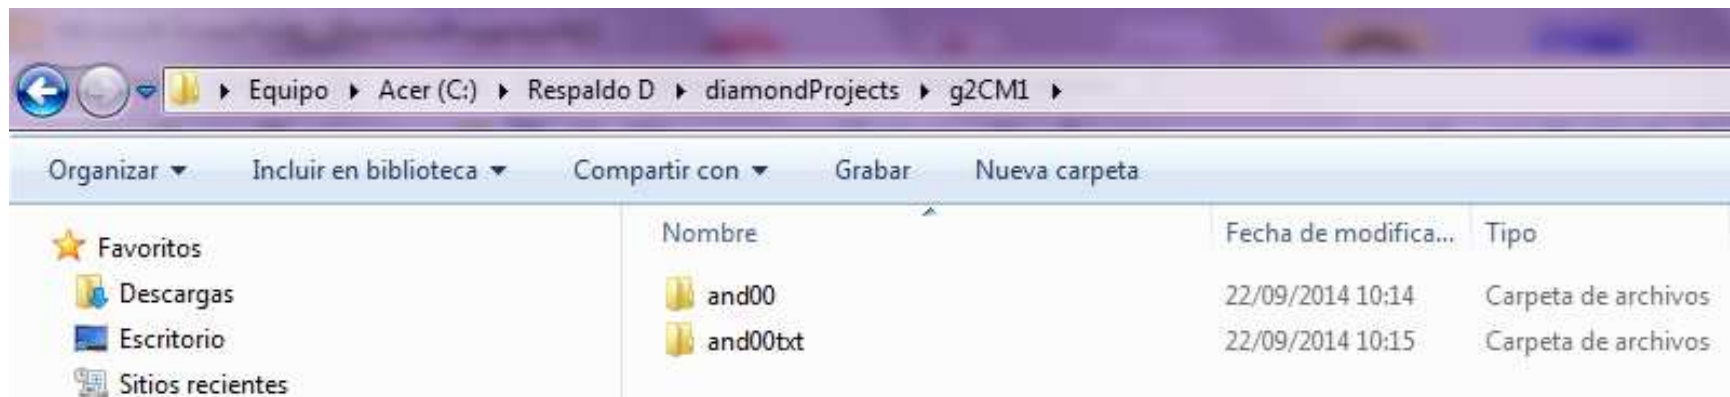 Equipo Acer (C:) Respaldo D diamondProjects g2CM1
Organizar Incluir en biblioteca Compartir con Grabar Nueva carpeta
Favoritos
Descargas
Escritorio
Sitios recientes
Nombre Fecha de modifica... Tipo
and00 22/09/2014 10:14 Carpeta de archivos
and00txt 22/09/2014 10:15 Carpeta de archivos